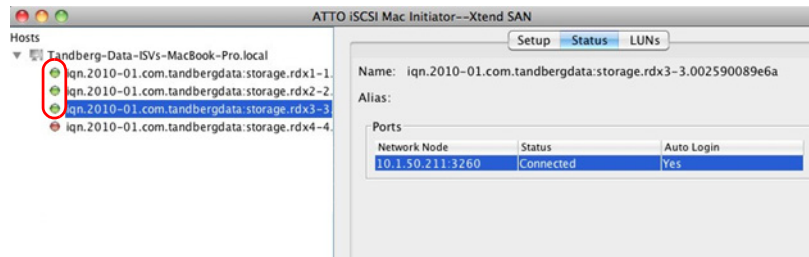 ATTO iSCSI Mac Initiator--Xtend SAN
Hosts
Tandberg-Data-ISVs-MacBook-Pro.local
iqn.2010-01.com.tandbergdata:storage.rdx1-1.
iqn.2010-01.com.tandbergdata:storage.rdx2-2.
iqn.2010-01.com.tandbergdata:storage.rdx3-3.
iqn.2010-01.com.tandbergdata:storage.rdx4-4.
Setup Status LUNs
Name: iqn.2010-01.com.tandbergdata:storage.rdx3-3.002590089e6a
Alias:
Ports
Network Node Status Auto Login
10.1.50.211:3260 Connected Yes